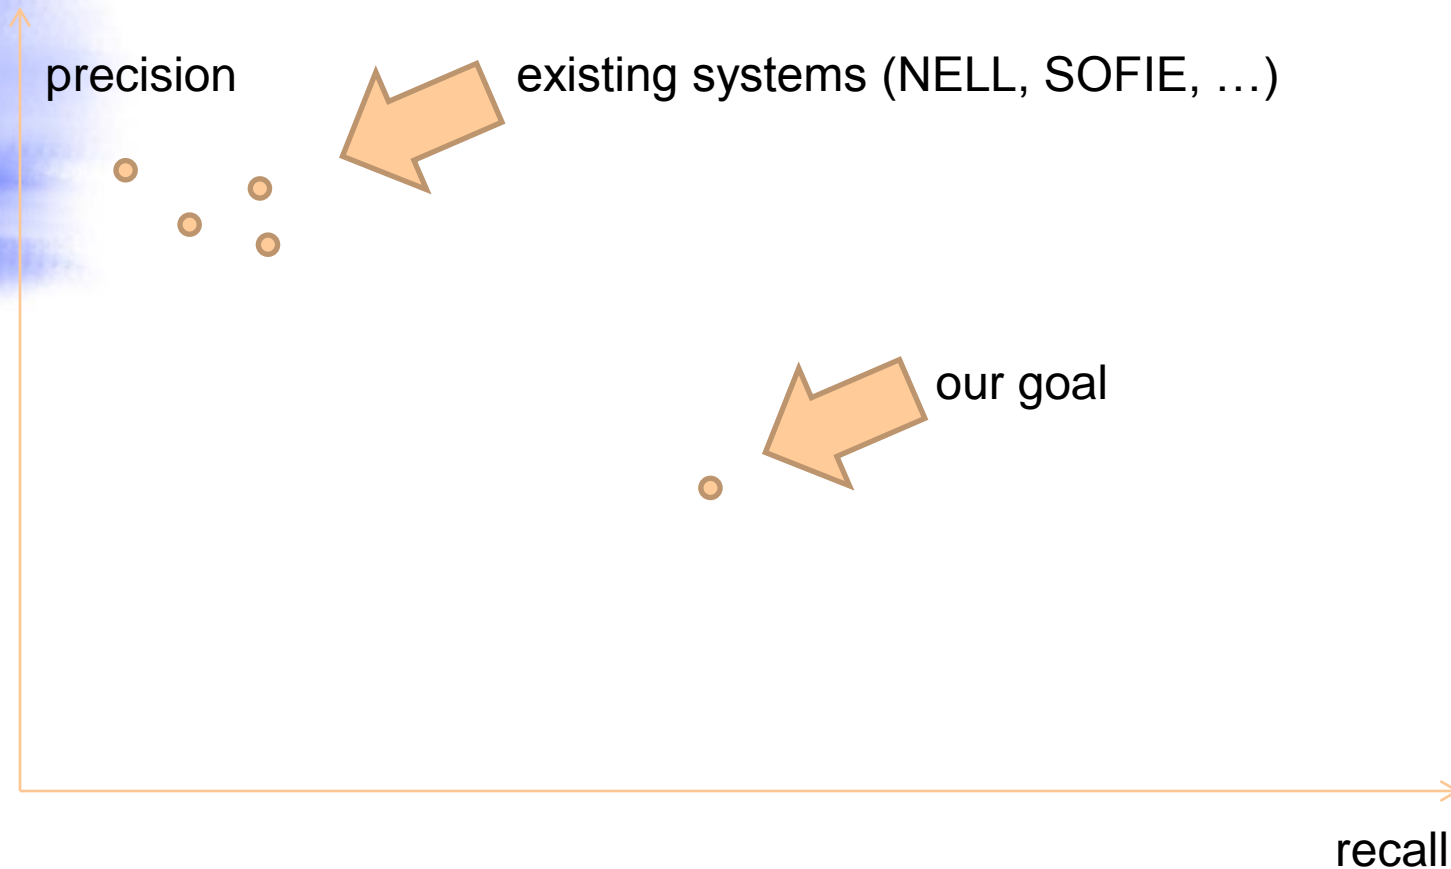 precision
existing systems (NELL, SOFIE, …)
our goal
recall